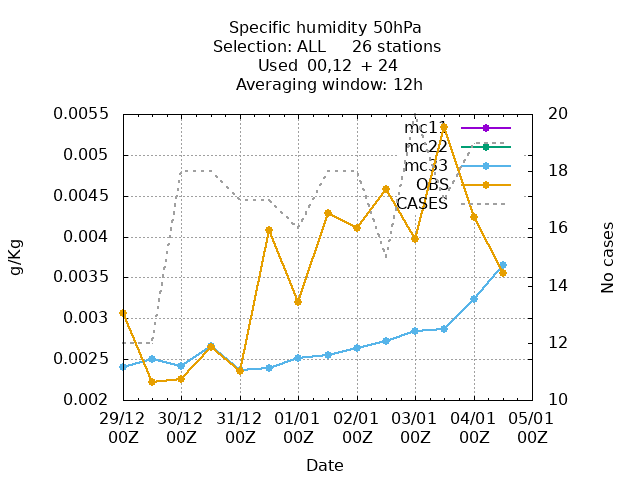 Specific humidity 50hPa
Selection: ALL 26 stations
Used 00,12 + 24
Averaging window: 12h
0.0055
0.005
0.0045
0.004
0.0035
0.003
0.0025
0.002
g/Kg
20
18
16
14
12
10
No cases
mc11
mc22
mc33
OBS
CASES
29/12 30/12 31/12 01/01 02/01 03/01 04/01 05/01
00Z 00Z 00Z 00Z 00Z 00Z 00Z 00Z
Date